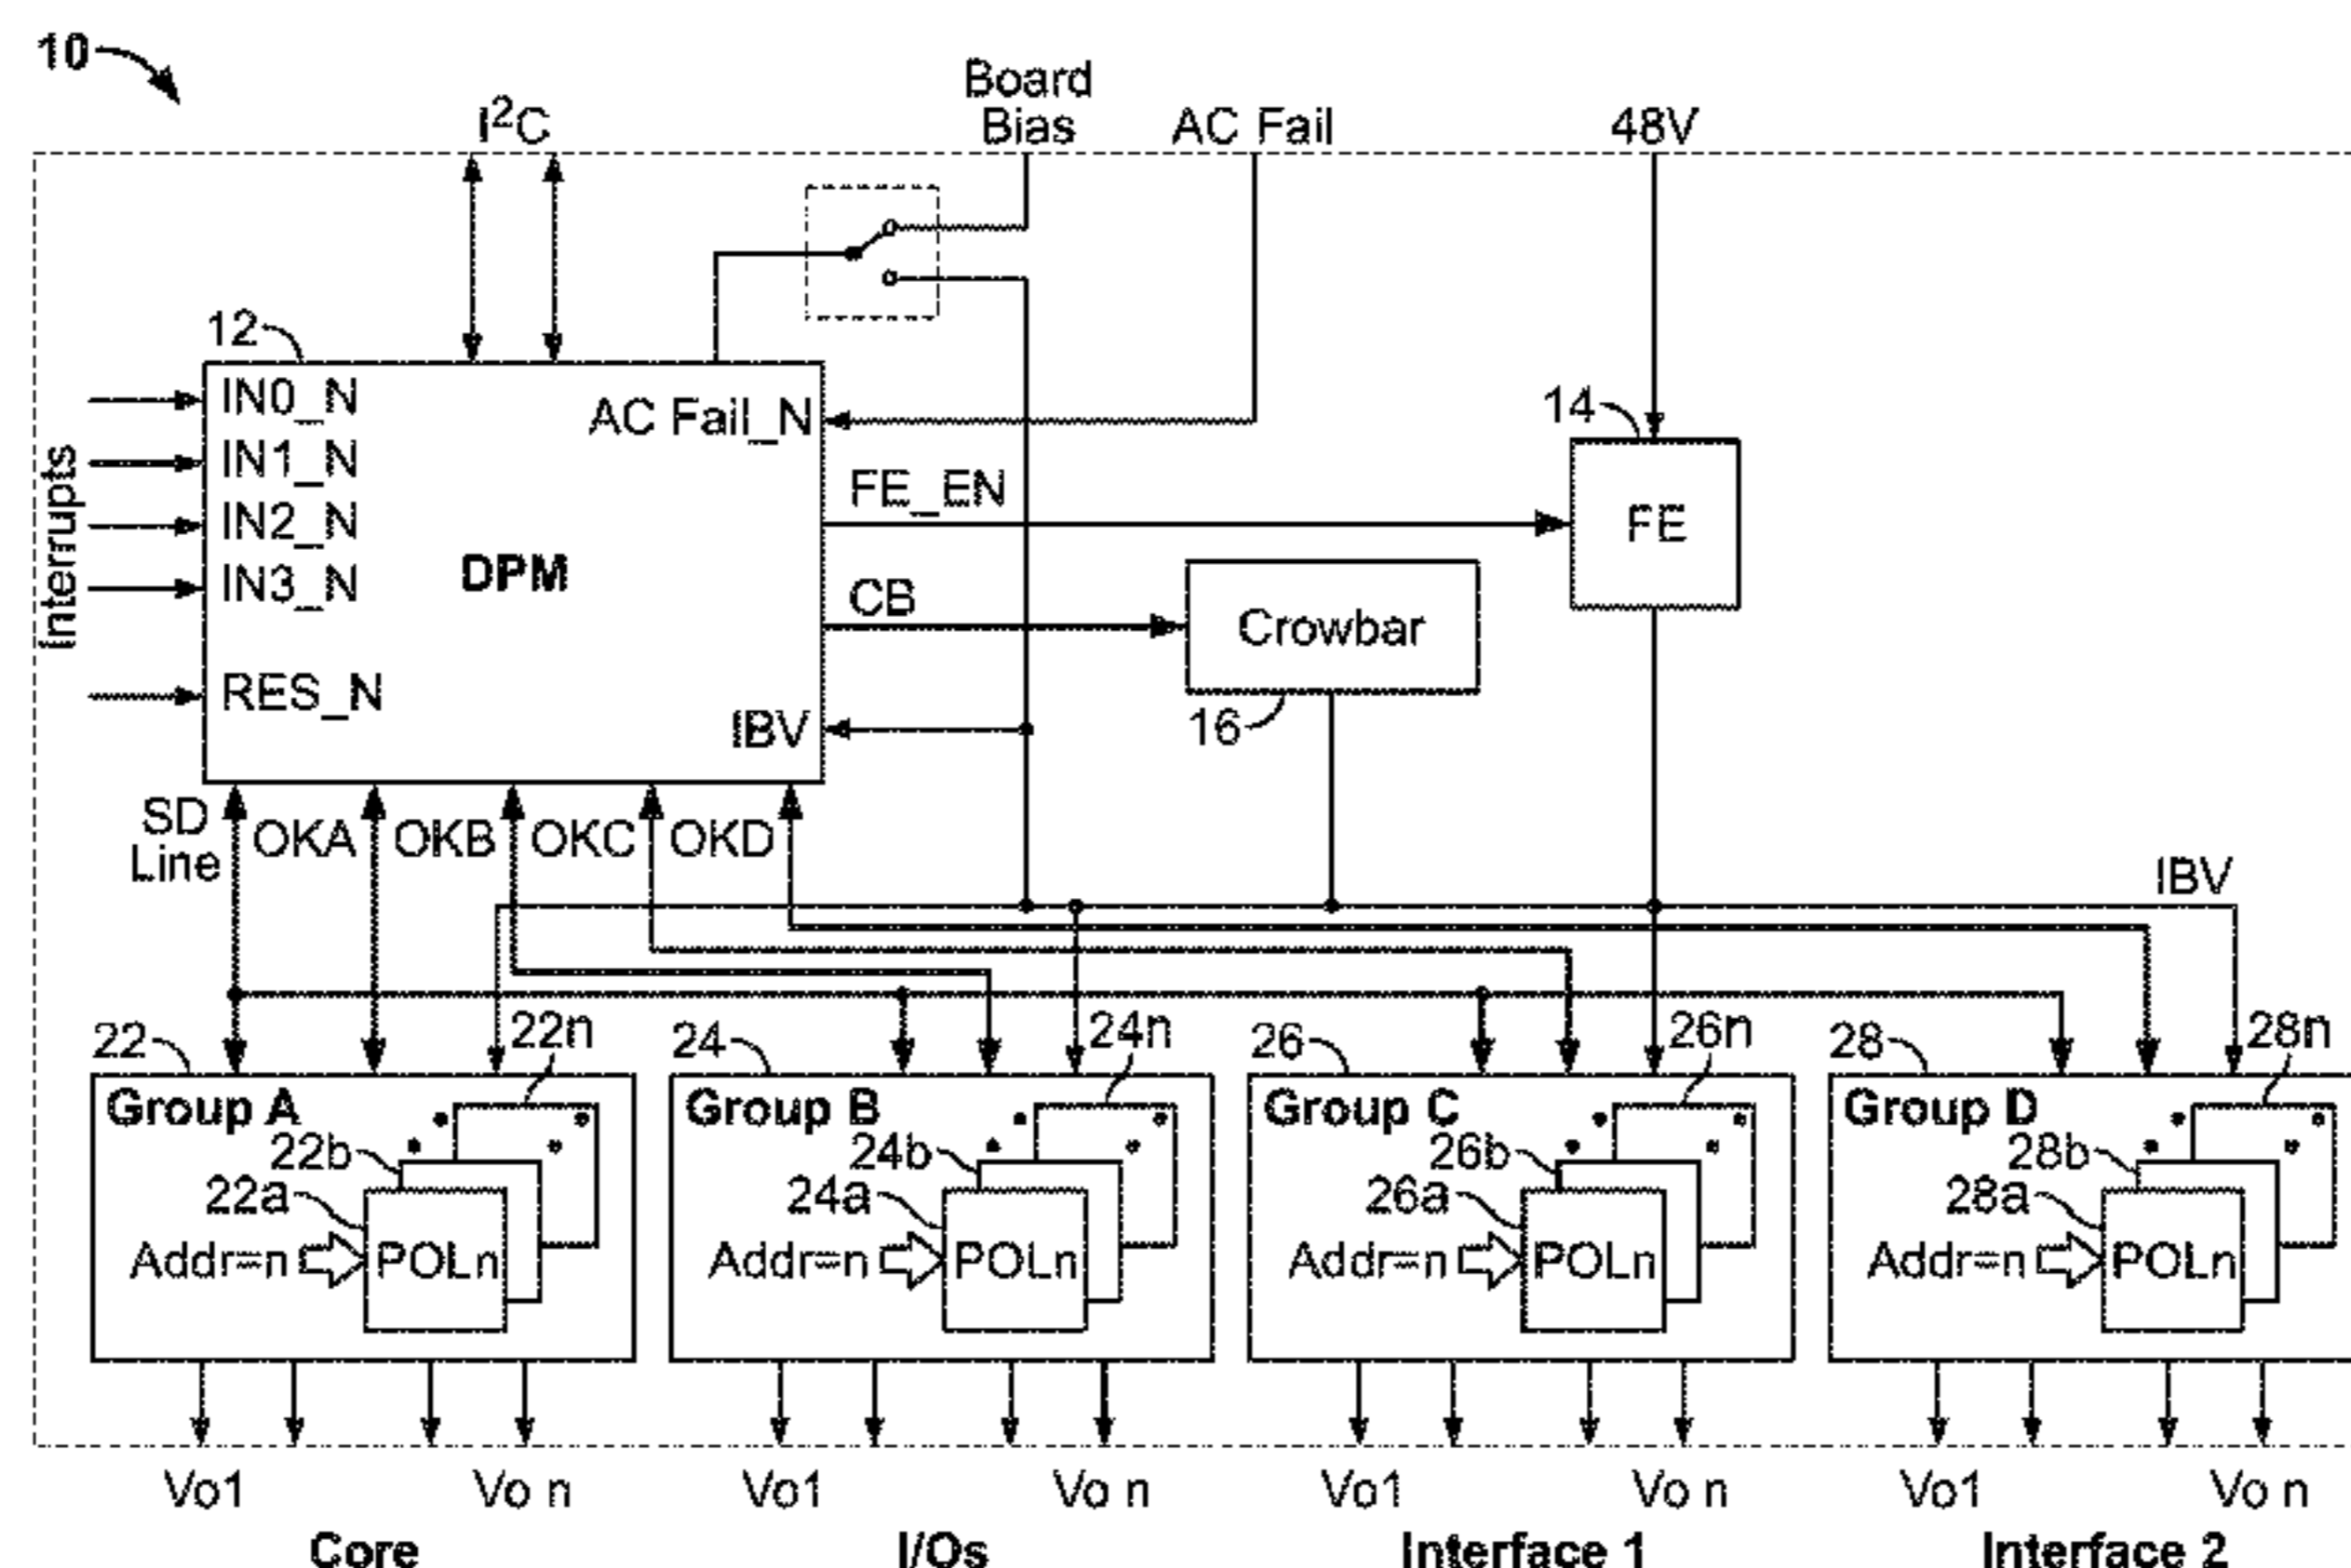 10
I²C
Board
Bias
AC Fail
48V
12
IN0_N
IN1_N
IN2_N
IN3_N
RES_N
Interrupts
DPM
AC Fail_N
FE_EN
CB
IBV
14
FE
Crowbar
16
SD
Line
OKA
OKB
OKC
OKD
IBV
22
22n
24
24n
26
26n
28
28n
Group A
22b
22a
Addr=n
POLn
Group B
24b
24a
Addr=n
POLn
Group C
26b
26a
Addr=n
POLn
Group D
28b
28a
Addr=n
POLn
Vo1
Vo n
Vo1
Vo n
Vo1
Vo n
Vo1
Vo n
Core
I/Os
Interface 1
Interface 2